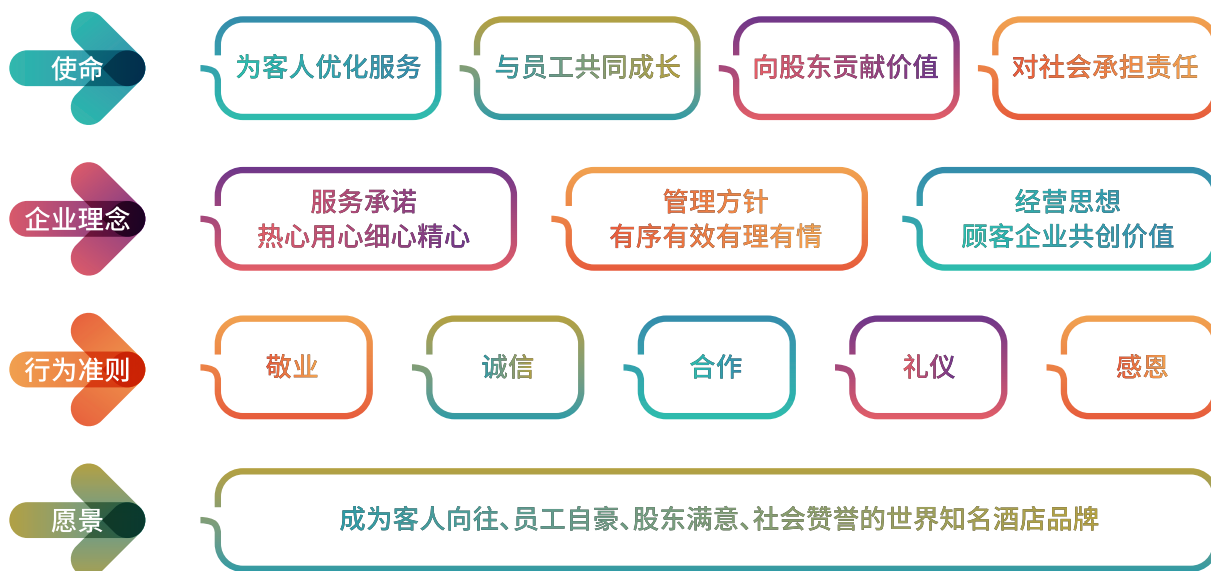 使命
为客人优化服务
与员工共同成长
向股东贡献价值
对社会承担责任
企业理念
服务承诺
热心用心细心精心
管理方针
有序有效有理有情
经营思想
顾客企业共创价值
行为准则
敬业
诚信
合作
礼仪
感恩
愿景
成为客人向往、员工自豪、股东满意、社会赞誉的世界知名酒店品牌